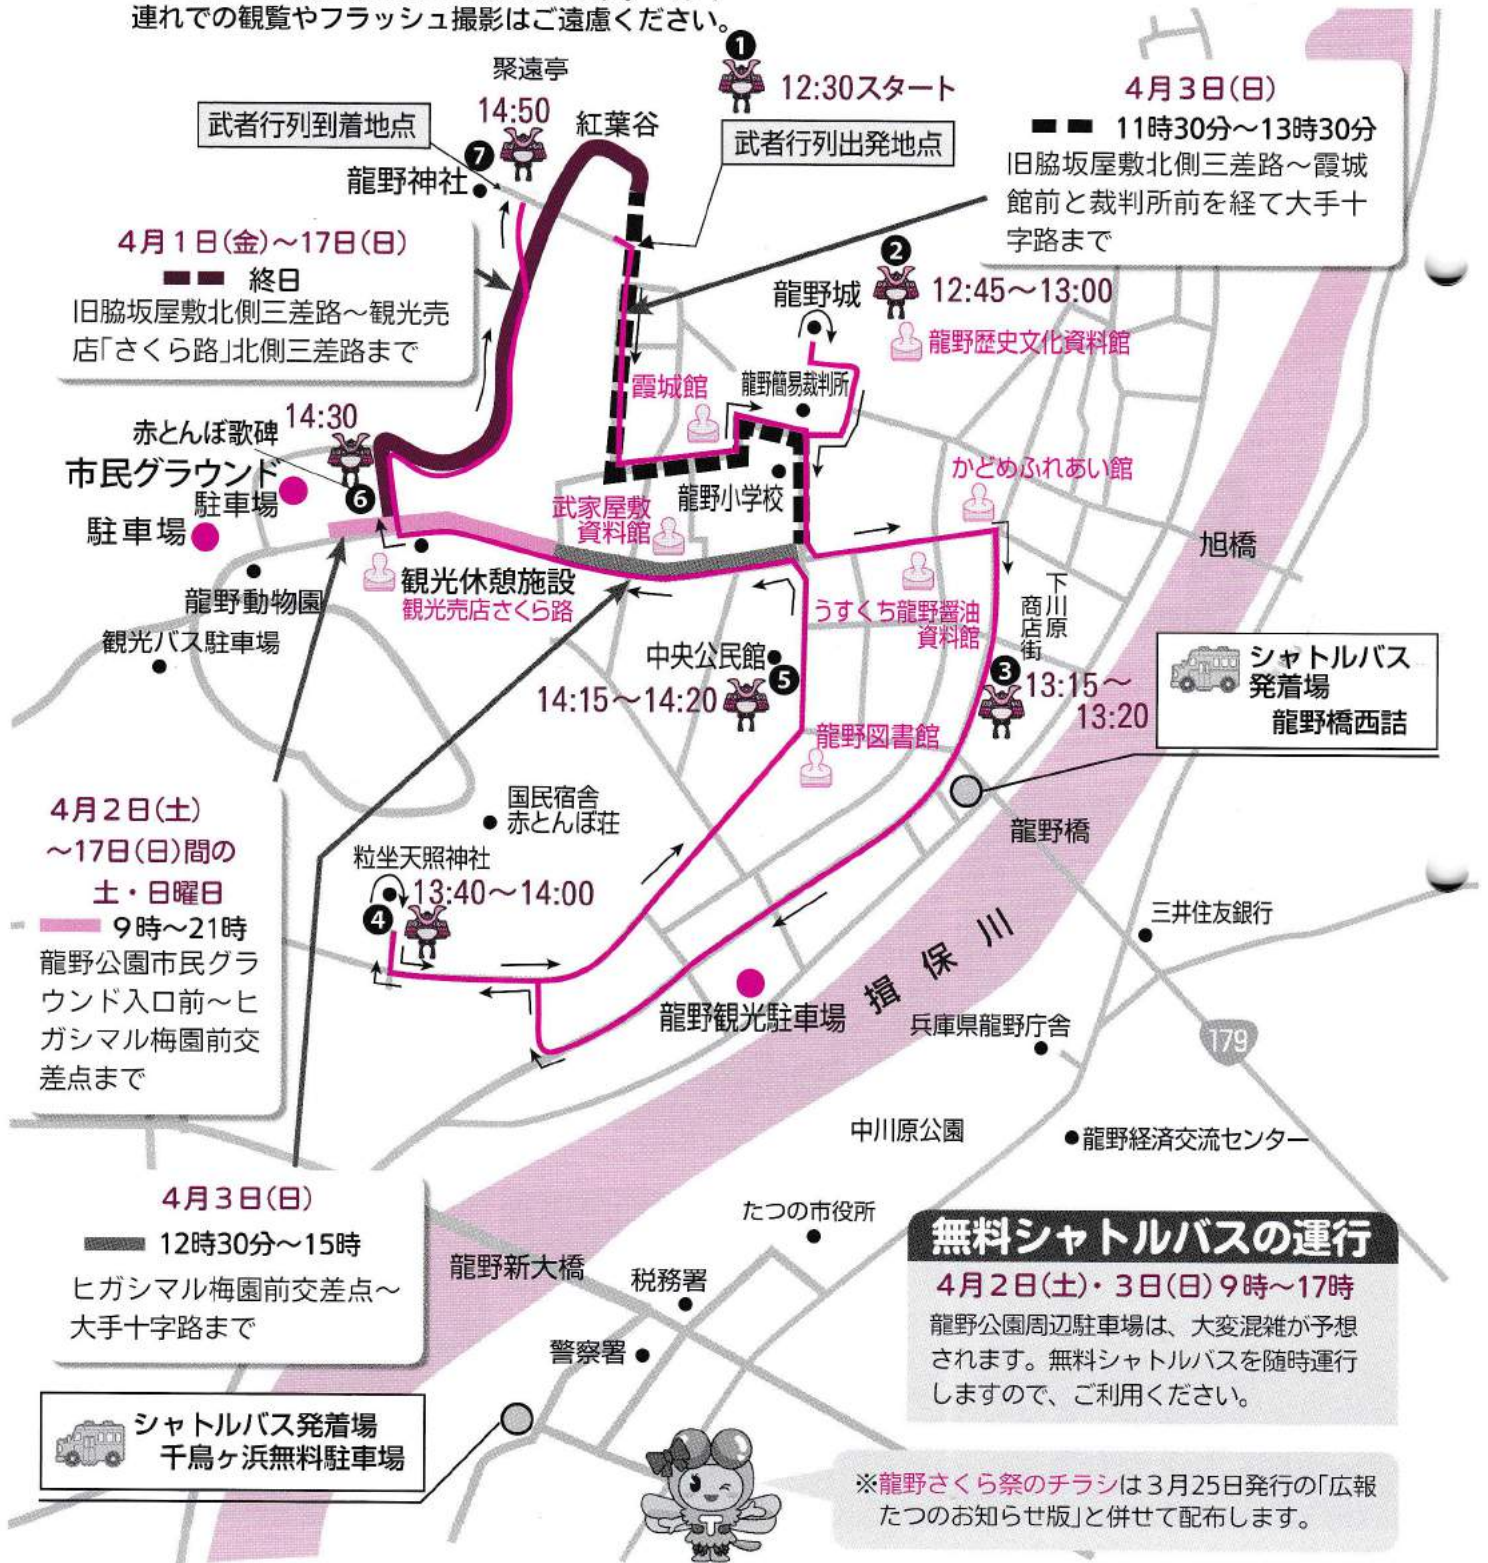 連れでの観覧やフラッシュ撮影はご遠慮ください。
1
12:30スタート
聚遠亭
14:50
紅葉谷
武者行列到着地点
武者行列出発地点
7
龍野神社
4月3日(日)
11時30分～13時30分
旧脇坂屋敷北側三差路～霞城
館前と裁判所前を経て大手十
字路まで
4月1日(金)～17日(日)
終日
旧脇坂屋敷北側三差路～観光売
店「さくら路」北側三差路まで
2
龍野城
12:45～13:00
龍野歴史文化資料館
霞城館
龍野簡易裁判所
14:30
赤とんぼ歌碑
市民グラウンド
駐車場
6
駐車場
かどめふれあい館
龍野小学校
武家屋敷
資料館
旭橋
観光休憩施設
観光売店さくら路
龍野動物園
観光バス駐車場
うすくち龍野醤油
資料館
下川原
商店街
中央公民館
5
14:15～14:20
3
13:15～
13:20
シャトルバス
発着場
龍野橋西詰
龍野図書館
4月2日(土)
～17日(日)間の
土・日曜日
9時～21時
龍野公園市民グラ
ウンド入口前～ヒ
ガシマル梅園前交
差点まで
国民宿舎
赤とんぼ荘
龍野橋
粒坐天照神社
13:40～14:00
4
三井住友銀行
揖保川
龍野観光駐車場
兵庫県龍野庁舎
179
中川原公園
龍野経済交流センター
4月3日(日)
12時30分～15時
ヒガシマル梅園前交差点～
大手十字路まで
たつの市役所
龍野新大橋
税務署
警察署
無料シャトルバスの運行
4月2日(土)・3日(日)9時～17時
龍野公園周辺駐車場は、大変混雑が予想
されます。無料シャトルバスを随時運行
しますので、ご利用ください。
シャトルバス発着場
千鳥ヶ浜無料駐車場
※龍野さくら祭のチラシは3月25日発行の「広報
たつのお知らせ版」と併せて配布します。
T